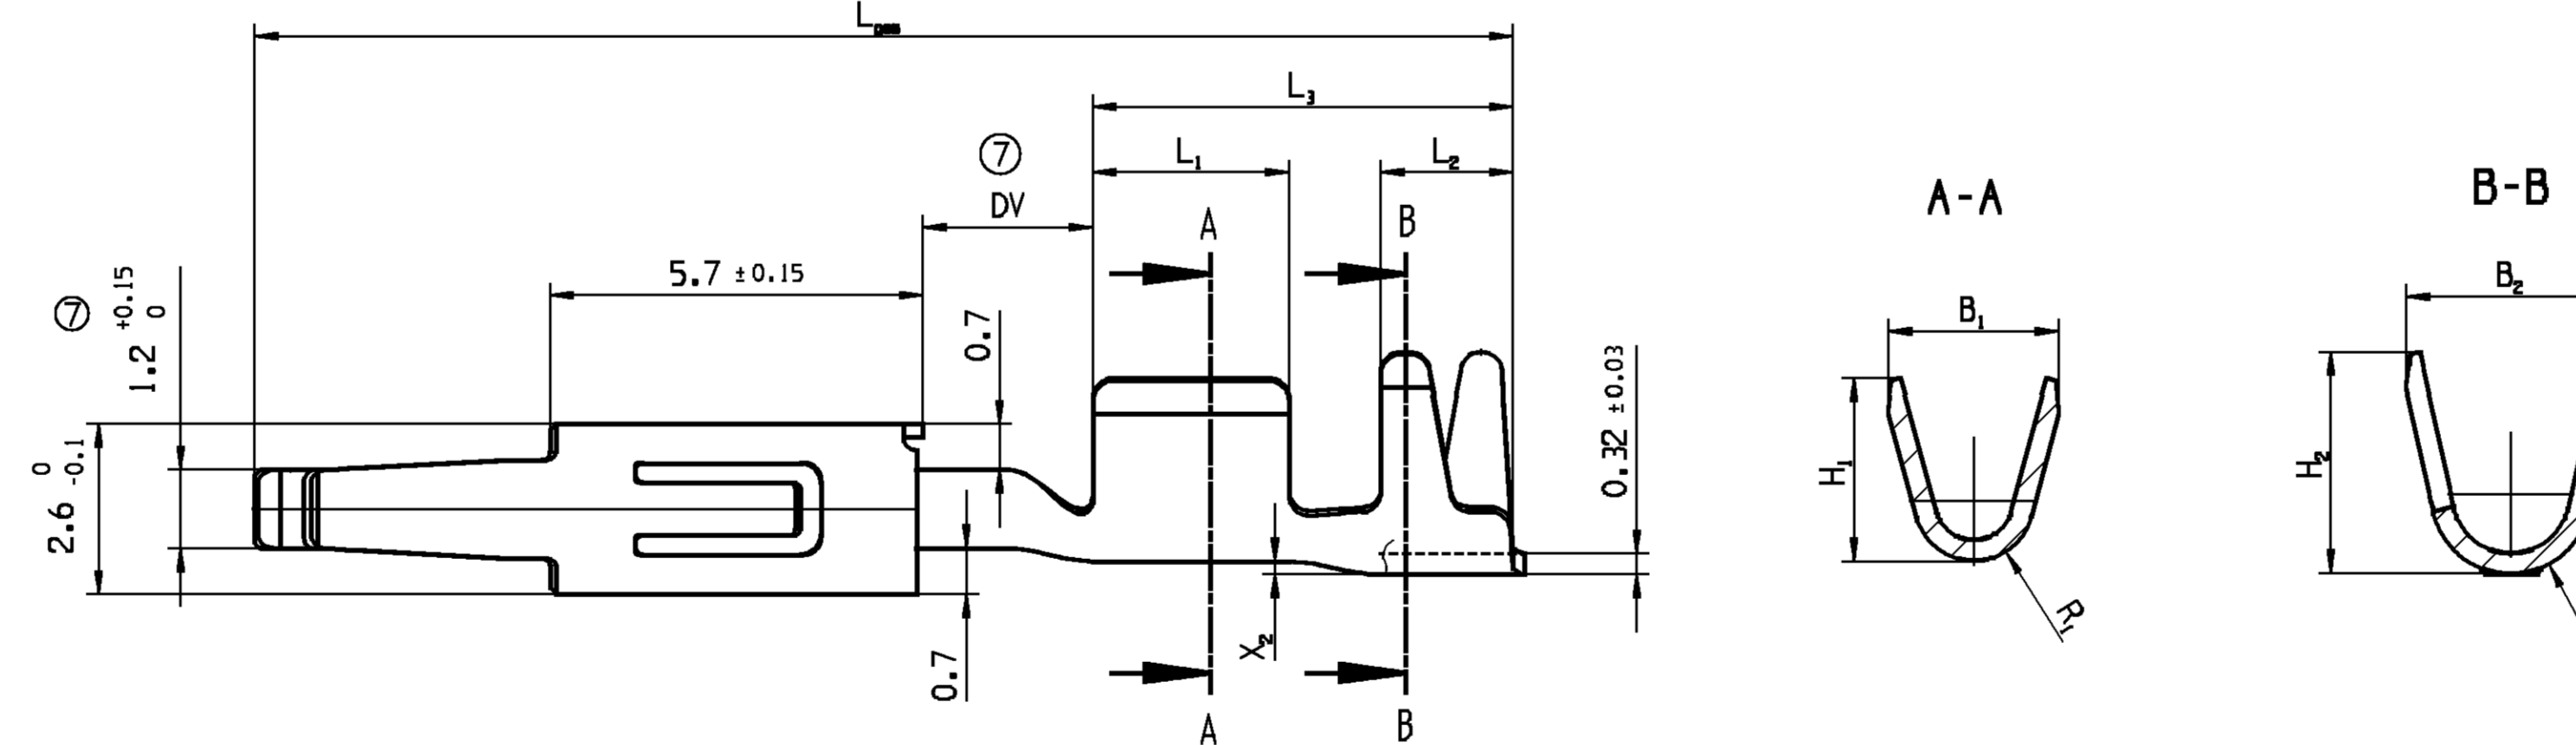 Lges
L3
L1
L2
7
DV
A
B
A-A
B-B
5.7 ±0.15
7
1.2 +0.15 0
2.6 0 -0.1
0.7
0.32 ±0.03
B1
B2
H1
H2
R1
X2
0.7
A
B